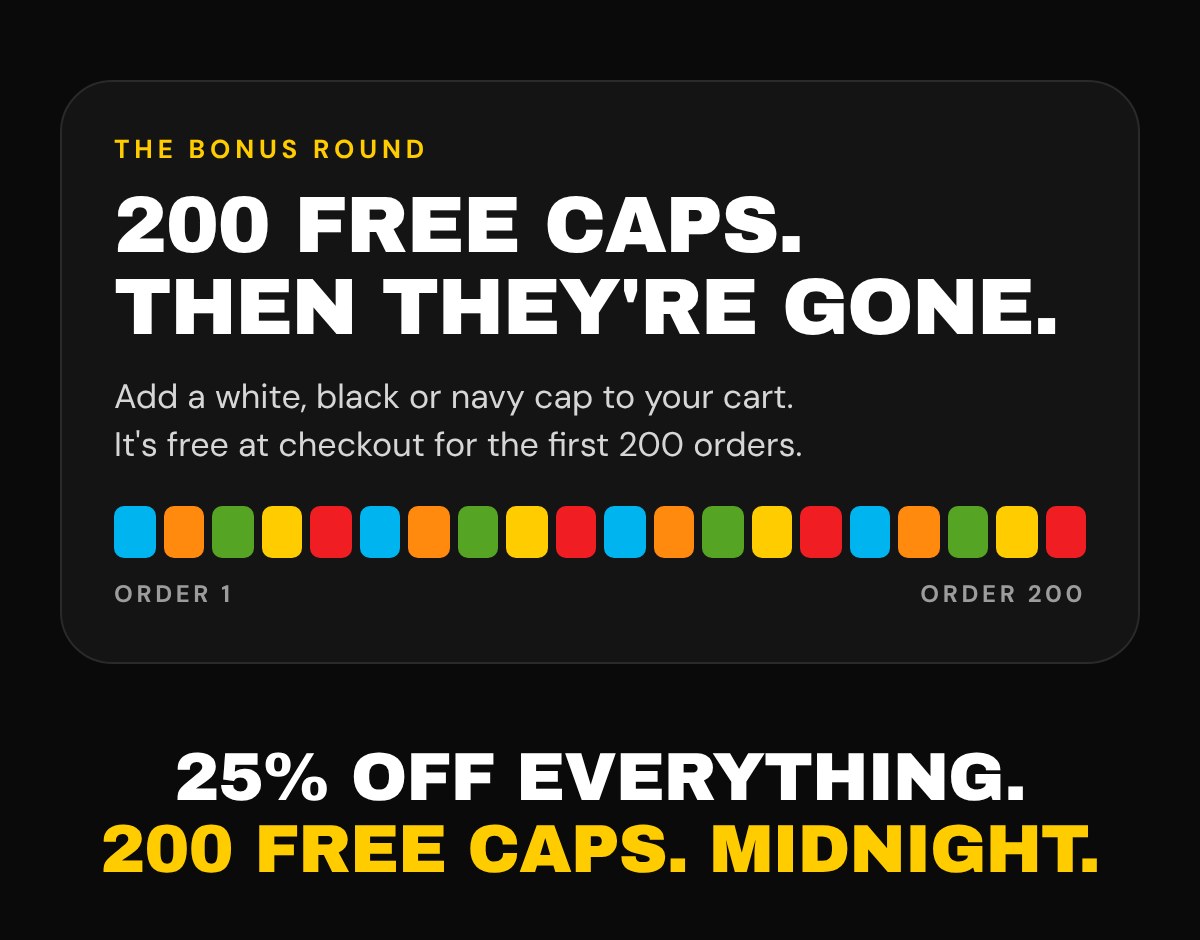 THE BONUS ROUND
200 FREE CAPS.
THEN THEY'RE GONE.
Add a white, black or navy cap to your cart.
It's free at checkout for the first 200 orders.
ORDER 1
ORDER 200
25% OFF EVERYTHING.
200 FREE CAPS. MIDNIGHT.